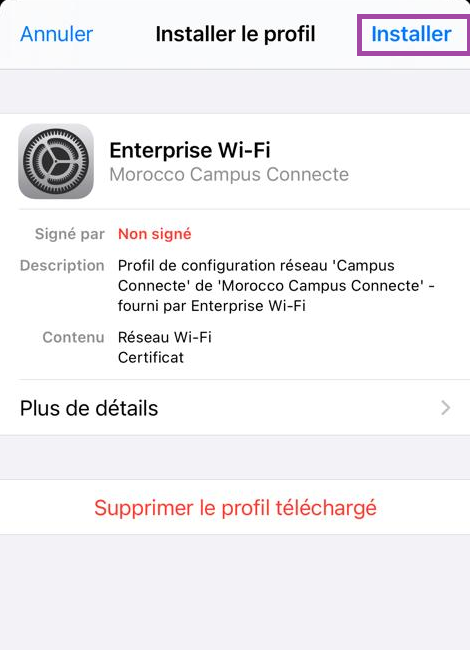 Annuler Installer le profil Installer
Enterprise Wi-Fi
Morocco Campus Connecte
Signé par Non signé
Description Profil de configuration réseau 'Campus
Connecte' de 'Morocco Campus Connecte' -
fourni par Enterprise Wi-Fi
Contenu Réseau Wi-Fi
Certificat
Plus de détails
Supprimer le profil téléchargé